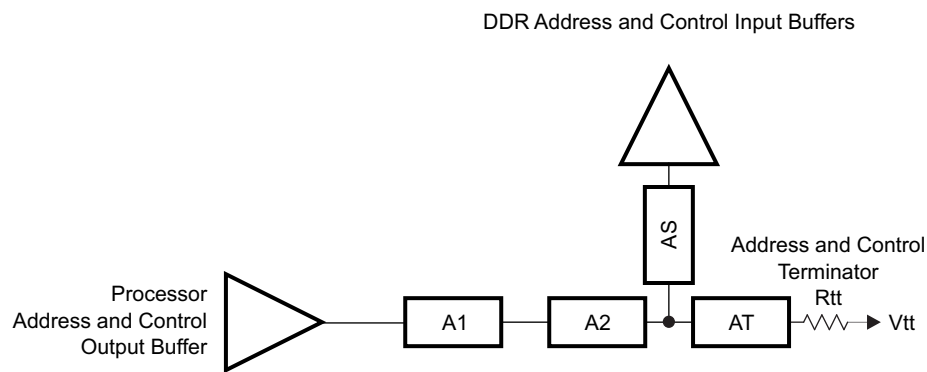 DDR Address and Control Input Buffers
AS
Address and Control
Terminator
Rtt
Processor
Address and Control
Output Buffer
A1
A2
AT
Vtt